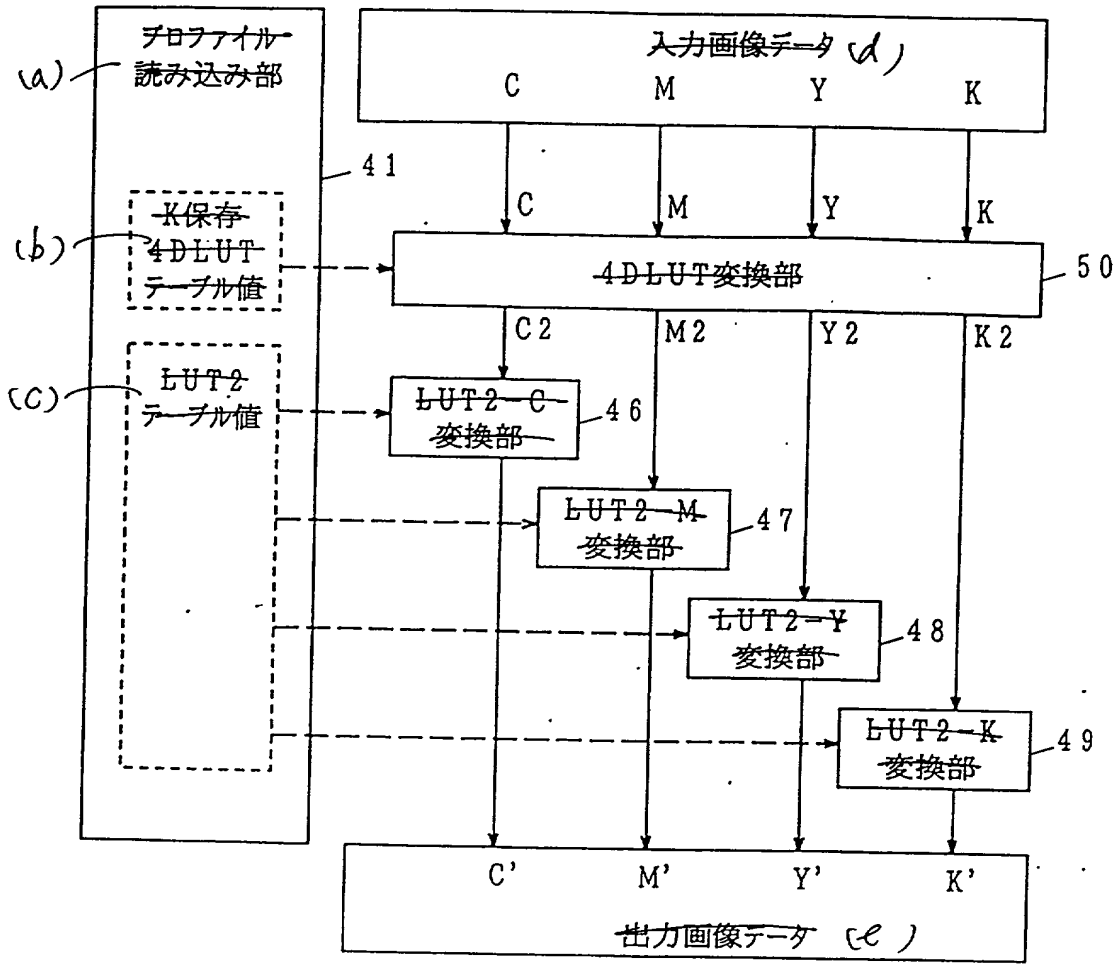 プロファイル
読み込み部
(a)
41
K保存
4DLUT
テーブル値
(b)
LUT2
テーブル値
(c)
入力画像データ (d)
C M Y K
C M Y K
4DLUT変換部
50
C2 M2 Y2 K2
LUT2-C
変換部
46
LUT2-M
変換部
47
LUT2-Y
変換部
48
LUT2-K
変換部
49
C' M' Y' K'
出力画像データ (e)